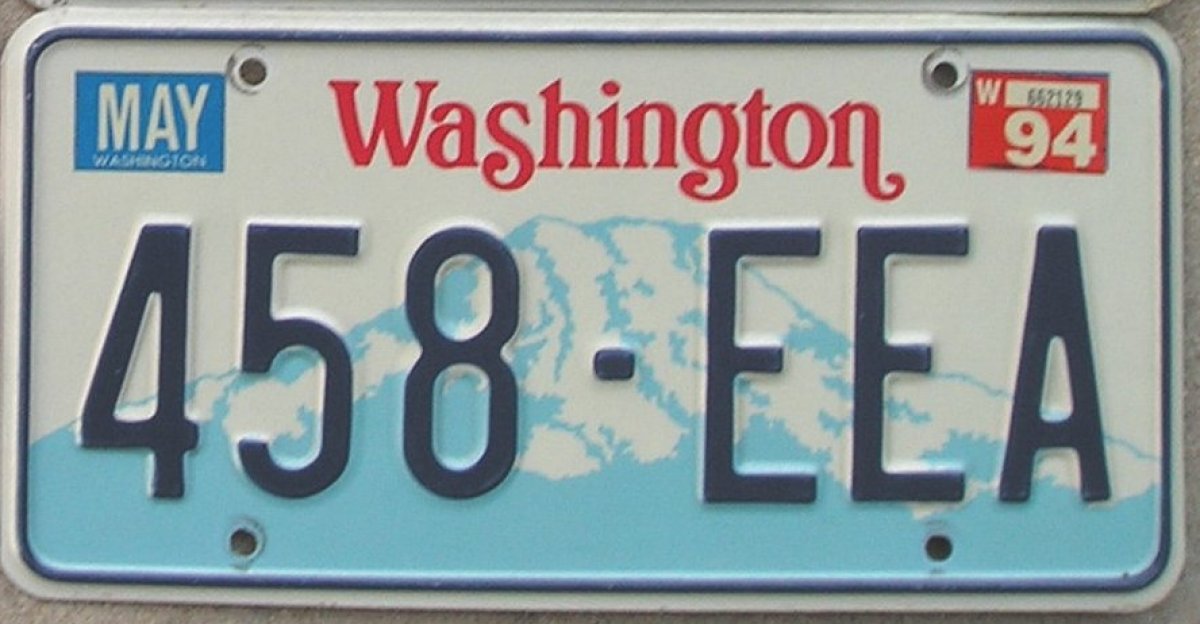 MAY
WASHINGTON
Washington
W 662129
94
458-EEA